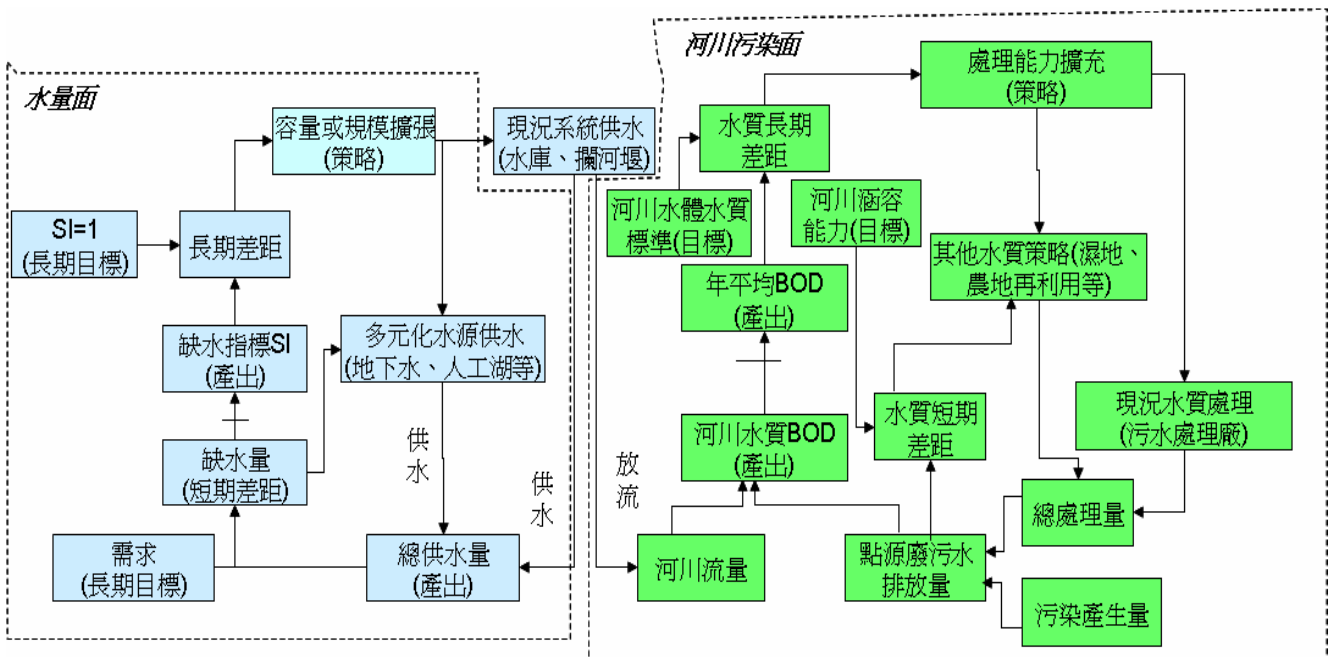 水量面
容量或規模擴張
(策略)
現況系統供水
(水庫、攔河堰)
SI=1
(長期目標)
長期差距
缺水指標SI
(產出)
多元化水源供水
(地下水、人工湖等)
缺水量
(短期差距)
供
水
供
水
需求
(長期目標)
總供水量
(產出)
河川污染面
處理能力擴充
(策略)
水質長期
差距
河川水體水質
標準(目標)
河川涵容
能力(目標)
其他水質策略(濕地、
農地再利用等)
年平均BOD
(產出)
河川水質BOD
(產出)
水質短期
差距
現況水質處理
(污水處理廠)
放
流
總處理量
河川流量
點源廢污水
排放量
污染產生量